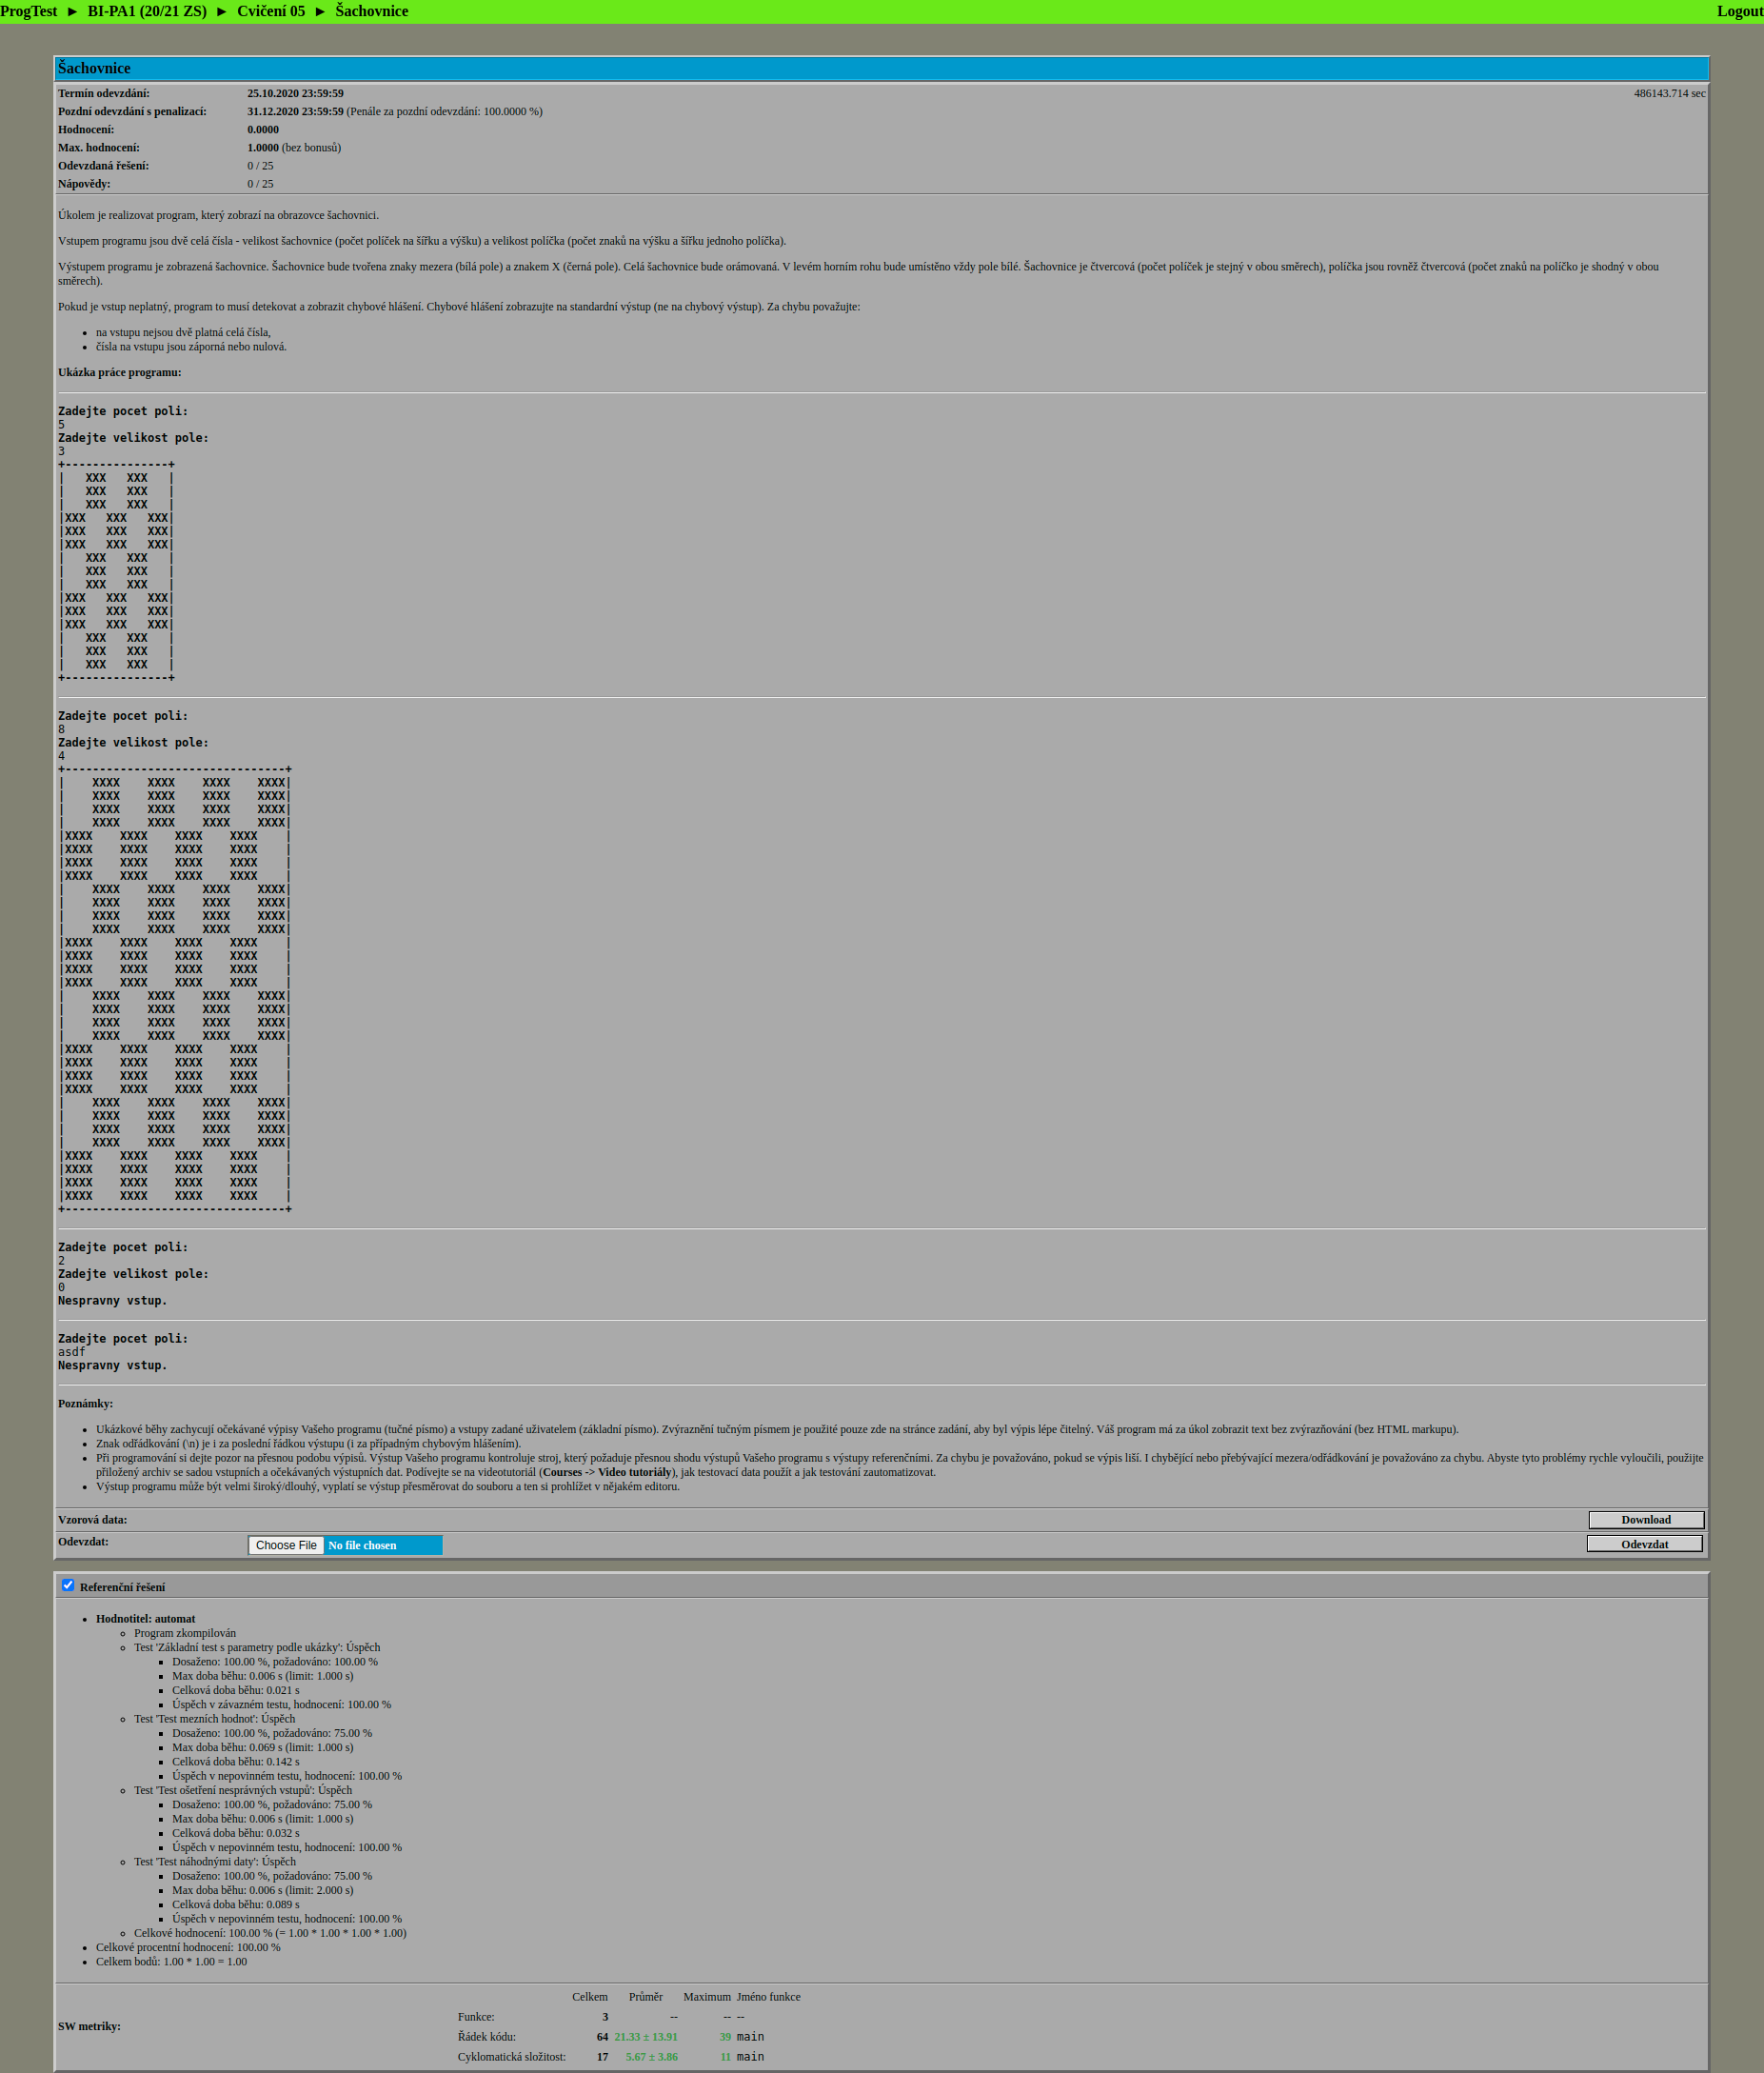 ProgTest ► BI-PA1 (20/21 ZS) ► Cvičení 05 ► Šachovnice Logout
Šachovnice
Termín odevzdání: 25.10.2020 23:59:59 486143.714 sec
Pozdní odevzdání s penalizací: 31.12.2020 23:59:59 (Penále za pozdní odevzdání: 100.0000 %)
Hodnocení: 0.0000
Max. hodnocení: 1.0000 (bez bonusů)
Odevzdaná řešení: 0 / 25
Nápovědy: 0 / 25
Úkolem je realizovat program, který zobrazí na obrazovce šachovnici.
Vstupem programu jsou dvě celá čísla - velikost šachovnice (počet políček na šířku a výšku) a velikost políčka (počet znaků na výšku a šířku jednoho políčka).
Výstupem programu je zobrazená šachovnice. Šachovnice bude tvořena znaky mezera (bílá pole) a znakem X (černá pole). Celá šachovnice bude orámovaná. V levém horním rohu bude umístěno vždy pole bílé. Šachovnice je čtvercová (počet políček je stejný v obou směrech), políčka jsou rovněž čtvercová (počet znaků na políčko je shodný v obou
směrech).
Pokud je vstup neplatný, program to musí detekovat a zobrazit chybové hlášení. Chybové hlášení zobrazujte na standardní výstup (ne na chybový výstup). Za chybu považujte:
• na vstupu nejsou dvě platná celá čísla,
• čísla na vstupu jsou záporná nebo nulová.
Ukázka práce programu:
Zadejte pocet poli:
5
Zadejte velikost pole:
3
+---------------+
|   XXX   XXX   |
|   XXX   XXX   |
|   XXX   XXX   |
|XXX   XXX   XXX|
|XXX   XXX   XXX|
|XXX   XXX   XXX|
|   XXX   XXX   |
|   XXX   XXX   |
|   XXX   XXX   |
|XXX   XXX   XXX|
|XXX   XXX   XXX|
|XXX   XXX   XXX|
|   XXX   XXX   |
|   XXX   XXX   |
|   XXX   XXX   |
+---------------+
Zadejte pocet poli:
8
Zadejte velikost pole:
4
+--------------------------------+
|    XXXX    XXXX    XXXX    XXXX|
|    XXXX    XXXX    XXXX    XXXX|
|    XXXX    XXXX    XXXX    XXXX|
|    XXXX    XXXX    XXXX    XXXX|
|XXXX    XXXX    XXXX    XXXX    |
|XXXX    XXXX    XXXX    XXXX    |
|XXXX    XXXX    XXXX    XXXX    |
|XXXX    XXXX    XXXX    XXXX    |
|    XXXX    XXXX    XXXX    XXXX|
|    XXXX    XXXX    XXXX    XXXX|
|    XXXX    XXXX    XXXX    XXXX|
|    XXXX    XXXX    XXXX    XXXX|
|XXXX    XXXX    XXXX    XXXX    |
|XXXX    XXXX    XXXX    XXXX    |
|XXXX    XXXX    XXXX    XXXX    |
|XXXX    XXXX    XXXX    XXXX    |
|    XXXX    XXXX    XXXX    XXXX|
|    XXXX    XXXX    XXXX    XXXX|
|    XXXX    XXXX    XXXX    XXXX|
|    XXXX    XXXX    XXXX    XXXX|
|XXXX    XXXX    XXXX    XXXX    |
|XXXX    XXXX    XXXX    XXXX    |
|XXXX    XXXX    XXXX    XXXX    |
|XXXX    XXXX    XXXX    XXXX    |
|    XXXX    XXXX    XXXX    XXXX|
|    XXXX    XXXX    XXXX    XXXX|
|    XXXX    XXXX    XXXX    XXXX|
|    XXXX    XXXX    XXXX    XXXX|
|XXXX    XXXX    XXXX    XXXX    |
|XXXX    XXXX    XXXX    XXXX    |
|XXXX    XXXX    XXXX    XXXX    |
|XXXX    XXXX    XXXX    XXXX    |
+--------------------------------+
Zadejte pocet poli:
2
Zadejte velikost pole:
0
Nespravny vstup.
Zadejte pocet poli:
asdf
Nespravny vstup.
Poznámky:
• Ukázkové běhy zachycují očekávané výpisy Vašeho programu (tučné písmo) a vstupy zadané uživatelem (základní písmo). Zvýraznění tučným písmem je použité pouze zde na stránce zadání, aby byl výpis lépe čitelný. Váš program má za úkol zobrazit text bez zvýrazňování (bez HTML markupu).
• Znak odřádkování (\n) je i za poslední řádkou výstupu (i za případným chybovým hlášením).
• Při programování si dejte pozor na přesnou podobu výpisů. Výstup Vašeho programu kontroluje stroj, který požaduje přesnou shodu výstupů Vašeho programu s výstupy referenčními. Za chybu je považováno, pokud se výpis liší. I chybějící nebo přebývající mezera/odřádkování je považováno za chybu. Abyste tyto problémy rychle vyloučili, použijte
přiložený archiv se sadou vstupních a očekávaných výstupních dat. Podívejte se na videotutoriál (Courses -> Video tutoriály), jak testovací data použít a jak testování zautomatizovat.
• Výstup programu může být velmi široký/dlouhý, vyplatí se výstup přesměrovat do souboru a ten si prohlížet v nějakém editoru.
Vzorová data: Download
Odevzdat: Choose File No file chosen Odevzdat
Referenční řešení
• Hodnotitel: automat
Program zkompilován
Test 'Základní test s parametry podle ukázky': Úspěch
Dosaženo: 100.00 %, požadováno: 100.00 %
Max doba běhu: 0.006 s (limit: 1.000 s)
Celková doba běhu: 0.021 s
Úspěch v závazném testu, hodnocení: 100.00 %
Test 'Test mezních hodnot': Úspěch
Dosaženo: 100.00 %, požadováno: 75.00 %
Max doba běhu: 0.069 s (limit: 1.000 s)
Celková doba běhu: 0.142 s
Úspěch v nepovinném testu, hodnocení: 100.00 %
Test 'Test ošetření nesprávných vstupů': Úspěch
Dosaženo: 100.00 %, požadováno: 75.00 %
Max doba běhu: 0.006 s (limit: 1.000 s)
Celková doba běhu: 0.032 s
Úspěch v nepovinném testu, hodnocení: 100.00 %
Test 'Test náhodnými daty': Úspěch
Dosaženo: 100.00 %, požadováno: 75.00 %
Max doba běhu: 0.006 s (limit: 2.000 s)
Celková doba běhu: 0.089 s
Úspěch v nepovinném testu, hodnocení: 100.00 %
Celkové hodnocení: 100.00 % (= 1.00 * 1.00 * 1.00 * 1.00)
• Celkové procentní hodnocení: 100.00 %
• Celkem bodů: 1.00 * 1.00 = 1.00
SW metriky:
Celkem Průměr Maximum Jméno funkce
Funkce: 3 -- -- --
Řádek kódu: 64 21.33 ± 13.91 39 main
Cyklomatická složitost: 17 5.67 ± 3.86 11 main